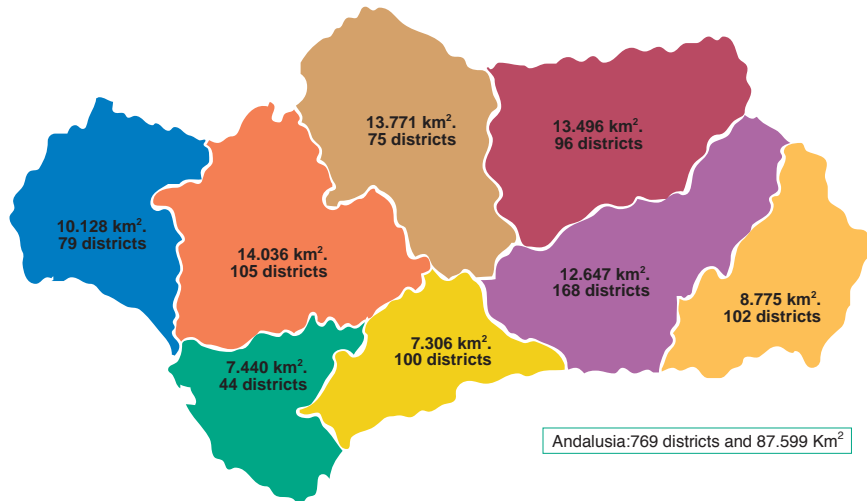 13.771 km².
75 districts
13.496 km².
96 districts
10.128 km².
79 districts
14.036 km².
105 districts
12.647 km².
168 districts
8.775 km².
102 districts
7.306 km².
100 districts
7.440 km².
44 districts
Andalusia:769 districts and 87.599 Km²